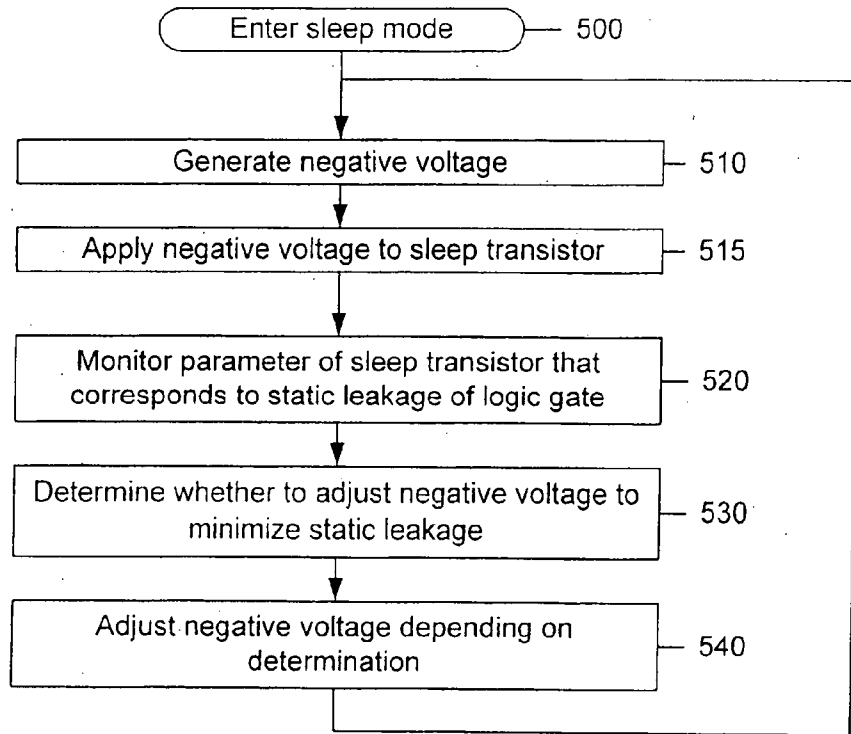 Enter sleep mode 500
Generate negative voltage 510
Apply negative voltage to sleep transistor 515
Monitor parameter of sleep transistor that
corresponds to static leakage of logic gate 520
Determine whether to adjust negative voltage to
minimize static leakage 530
Adjust negative voltage depending on
determination 540